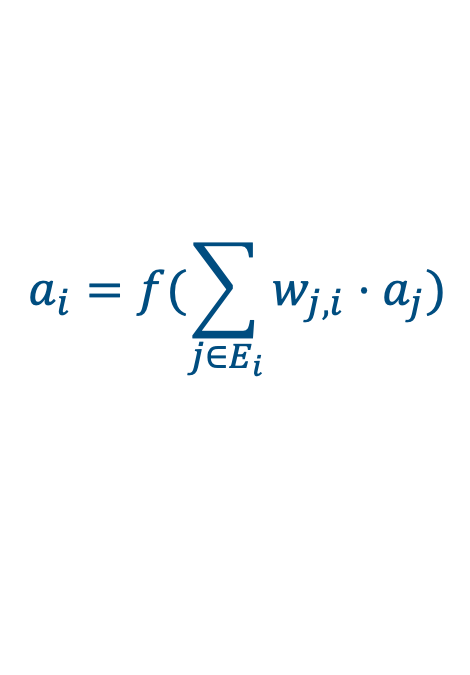 a_i = f(∑_{j∈E_i} w_{j,i} · a_j)